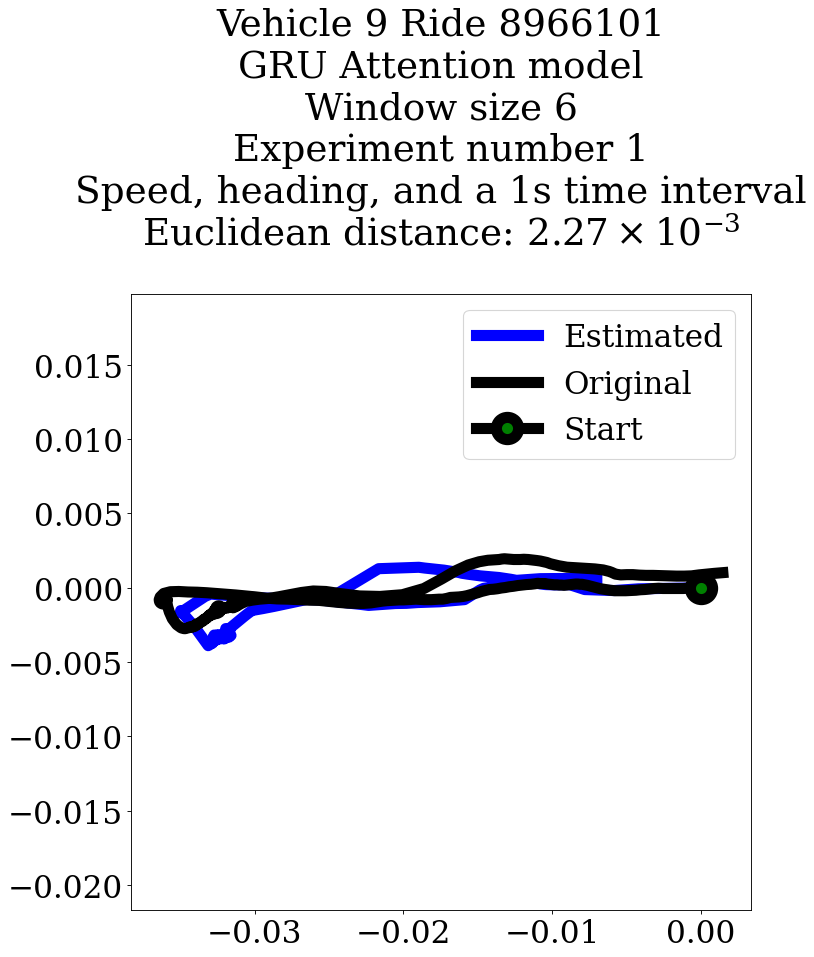 Vehicle 9 Ride 8966101
GRU Attention model
Window size 6
Experiment number 1
Speed, heading, and a 1s time interval
Euclidean distance: 2.27 × 10⁻³
Estimated
Original
Start
0.015
0.010
0.005
0.000
−0.005
−0.010
−0.015
−0.020
−0.03
−0.02
−0.01
0.00